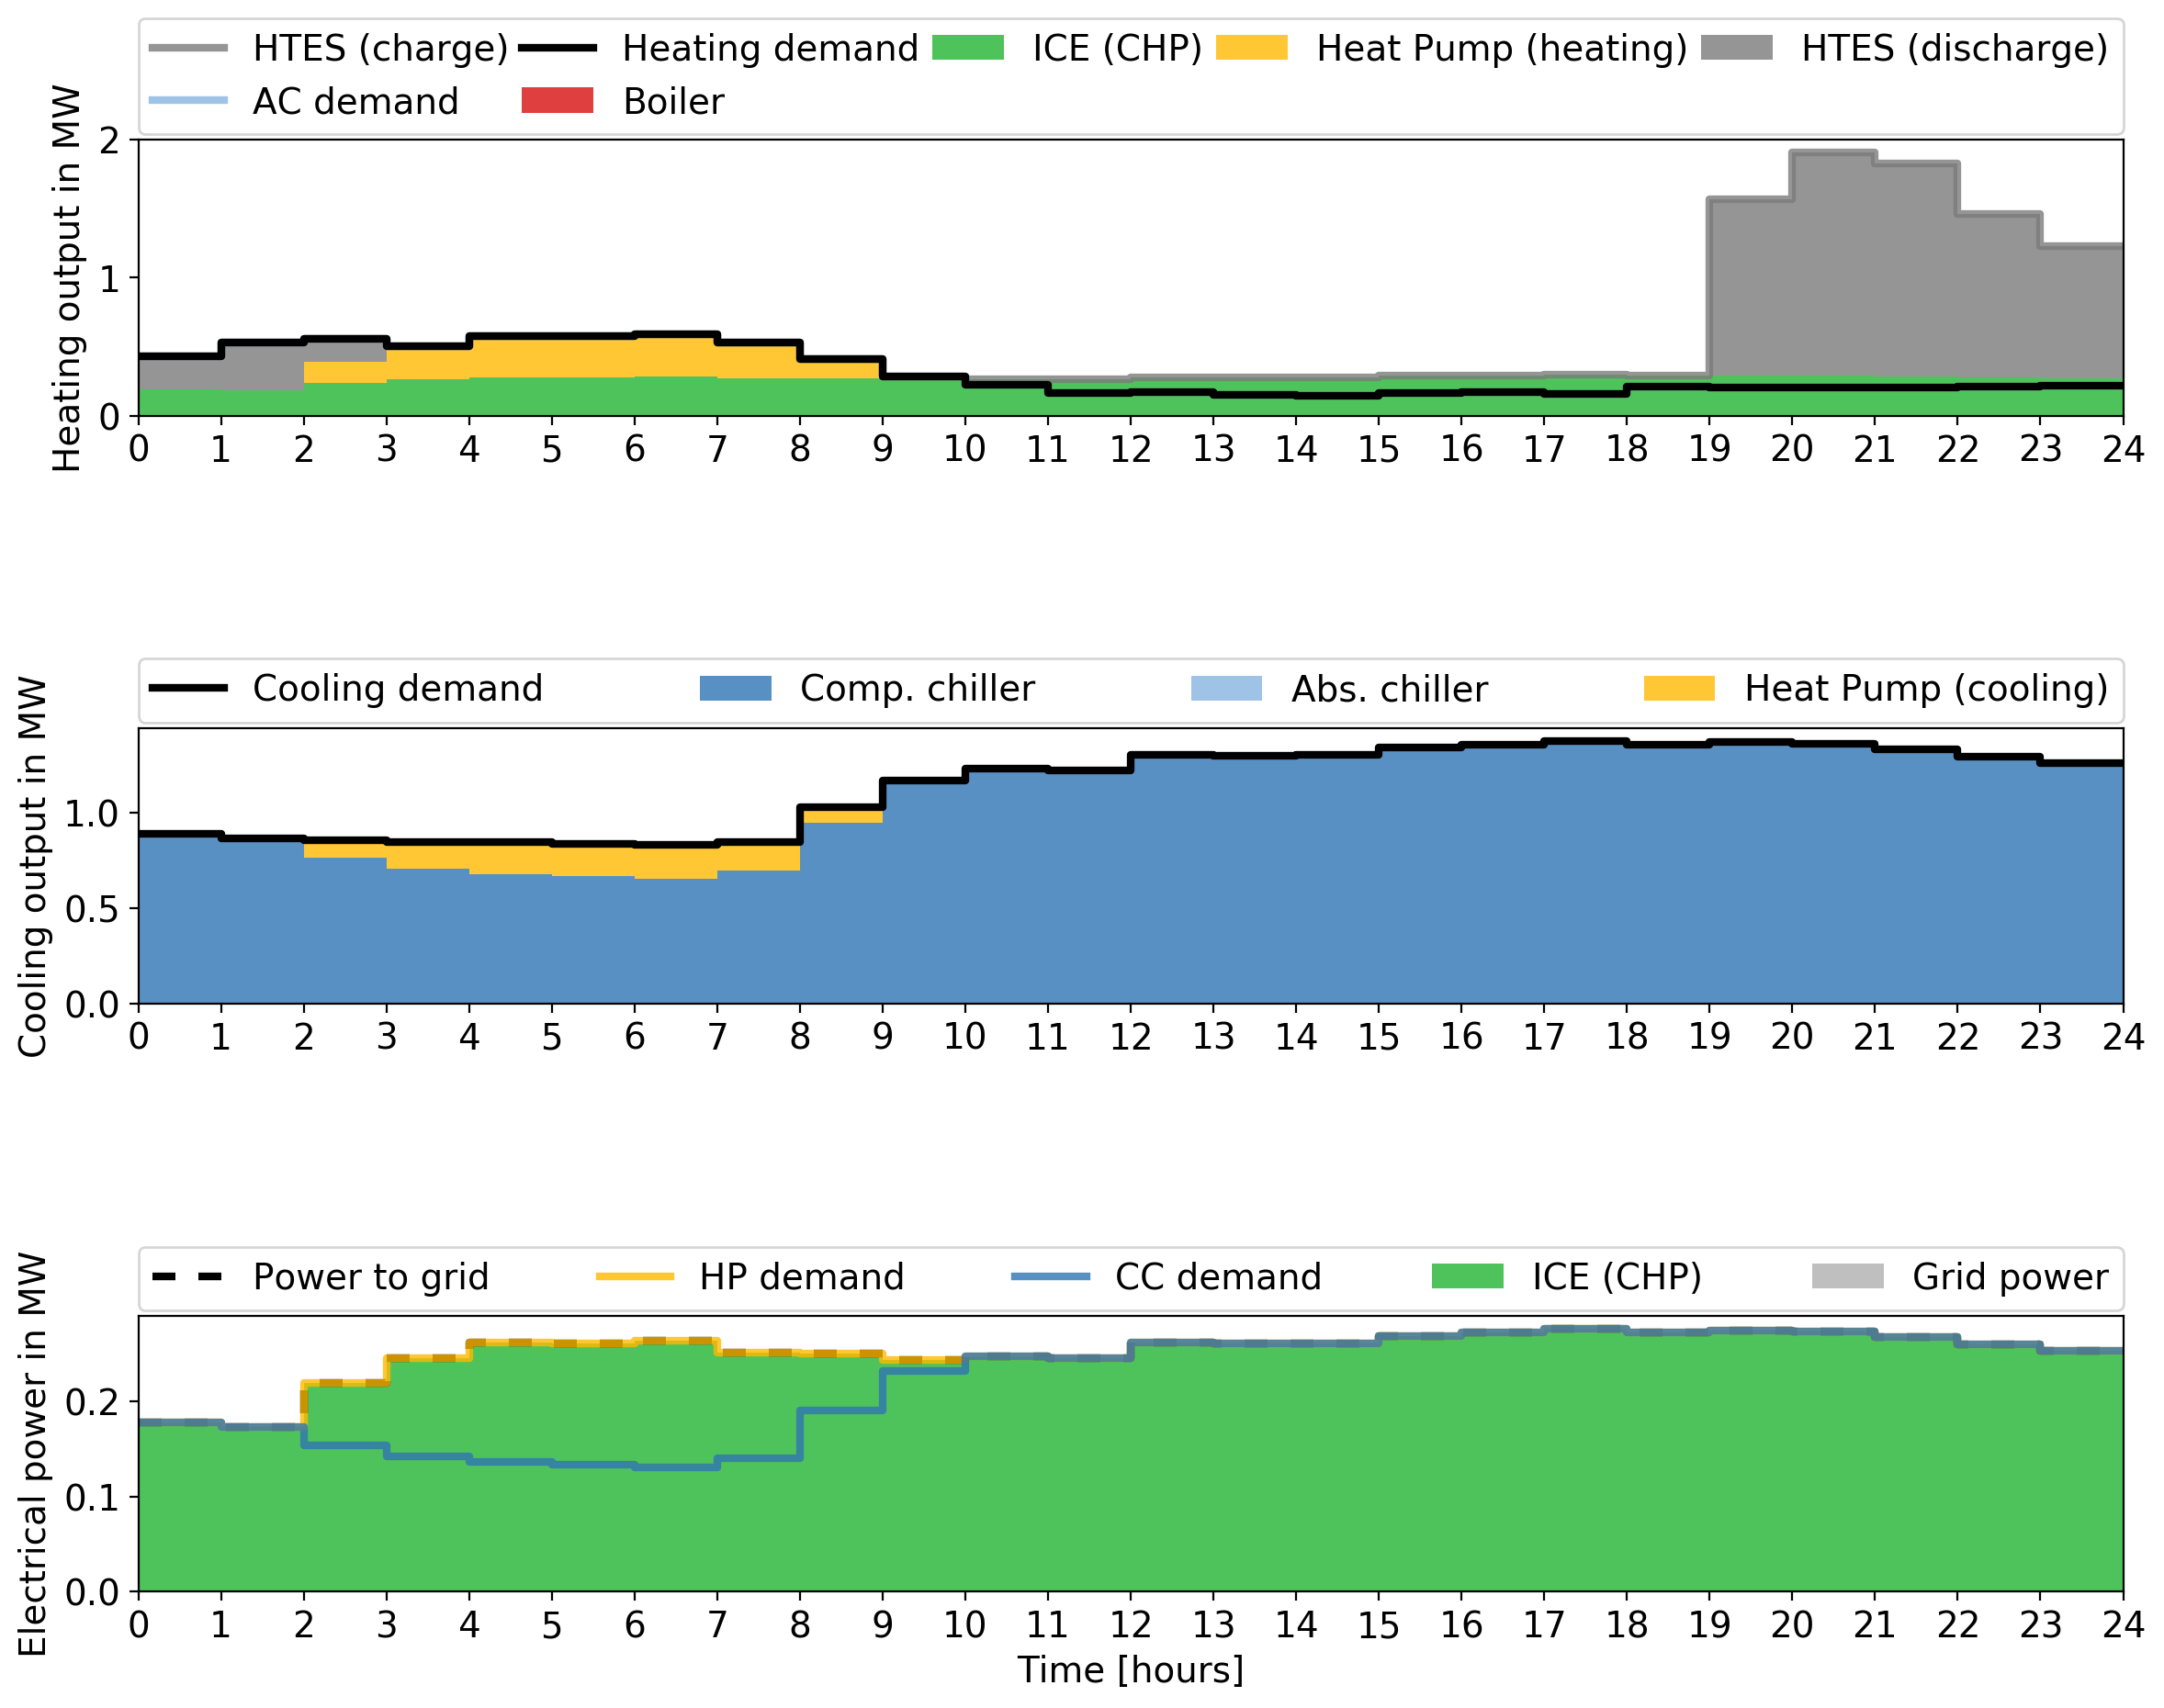 HTES (charge) Heating demand ICE (CHP) Heat Pump (heating) HTES (discharge)
AC demand Boiler
Heating output in MW
2
1
0
0 1 2 3 4 5 6 7 8 9 10 11 12 13 14 15 16 17 18 19 20 21 22 23 24
Cooling demand Comp. chiller Abs. chiller Heat Pump (cooling)
Cooling output in MW
1.0
0.5
0.0
0 1 2 3 4 5 6 7 8 9 10 11 12 13 14 15 16 17 18 19 20 21 22 23 24
Power to grid HP demand CC demand ICE (CHP) Grid power
Electrical power in MW
0.2
0.1
0.0
0 1 2 3 4 5 6 7 8 9 10 11 12 13 14 15 16 17 18 19 20 21 22 23 24
Time [hours]